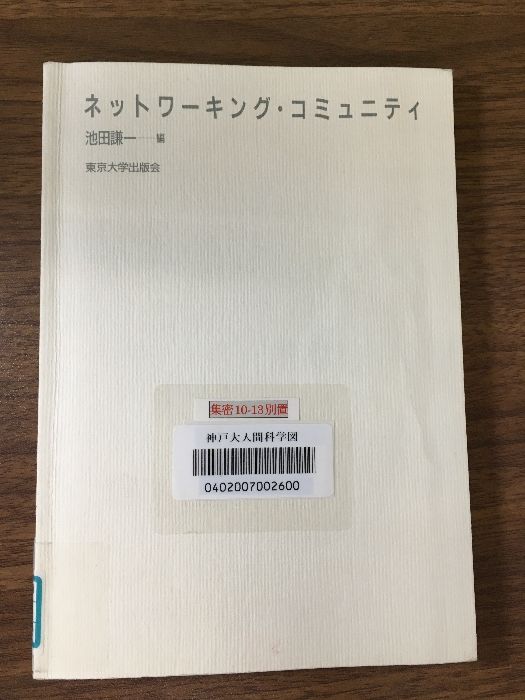 ネットワーキング・コミュニティ
池田謙一──編
東京大学出版会
集密10-13別置
神戸大人間科学図
0402007002600